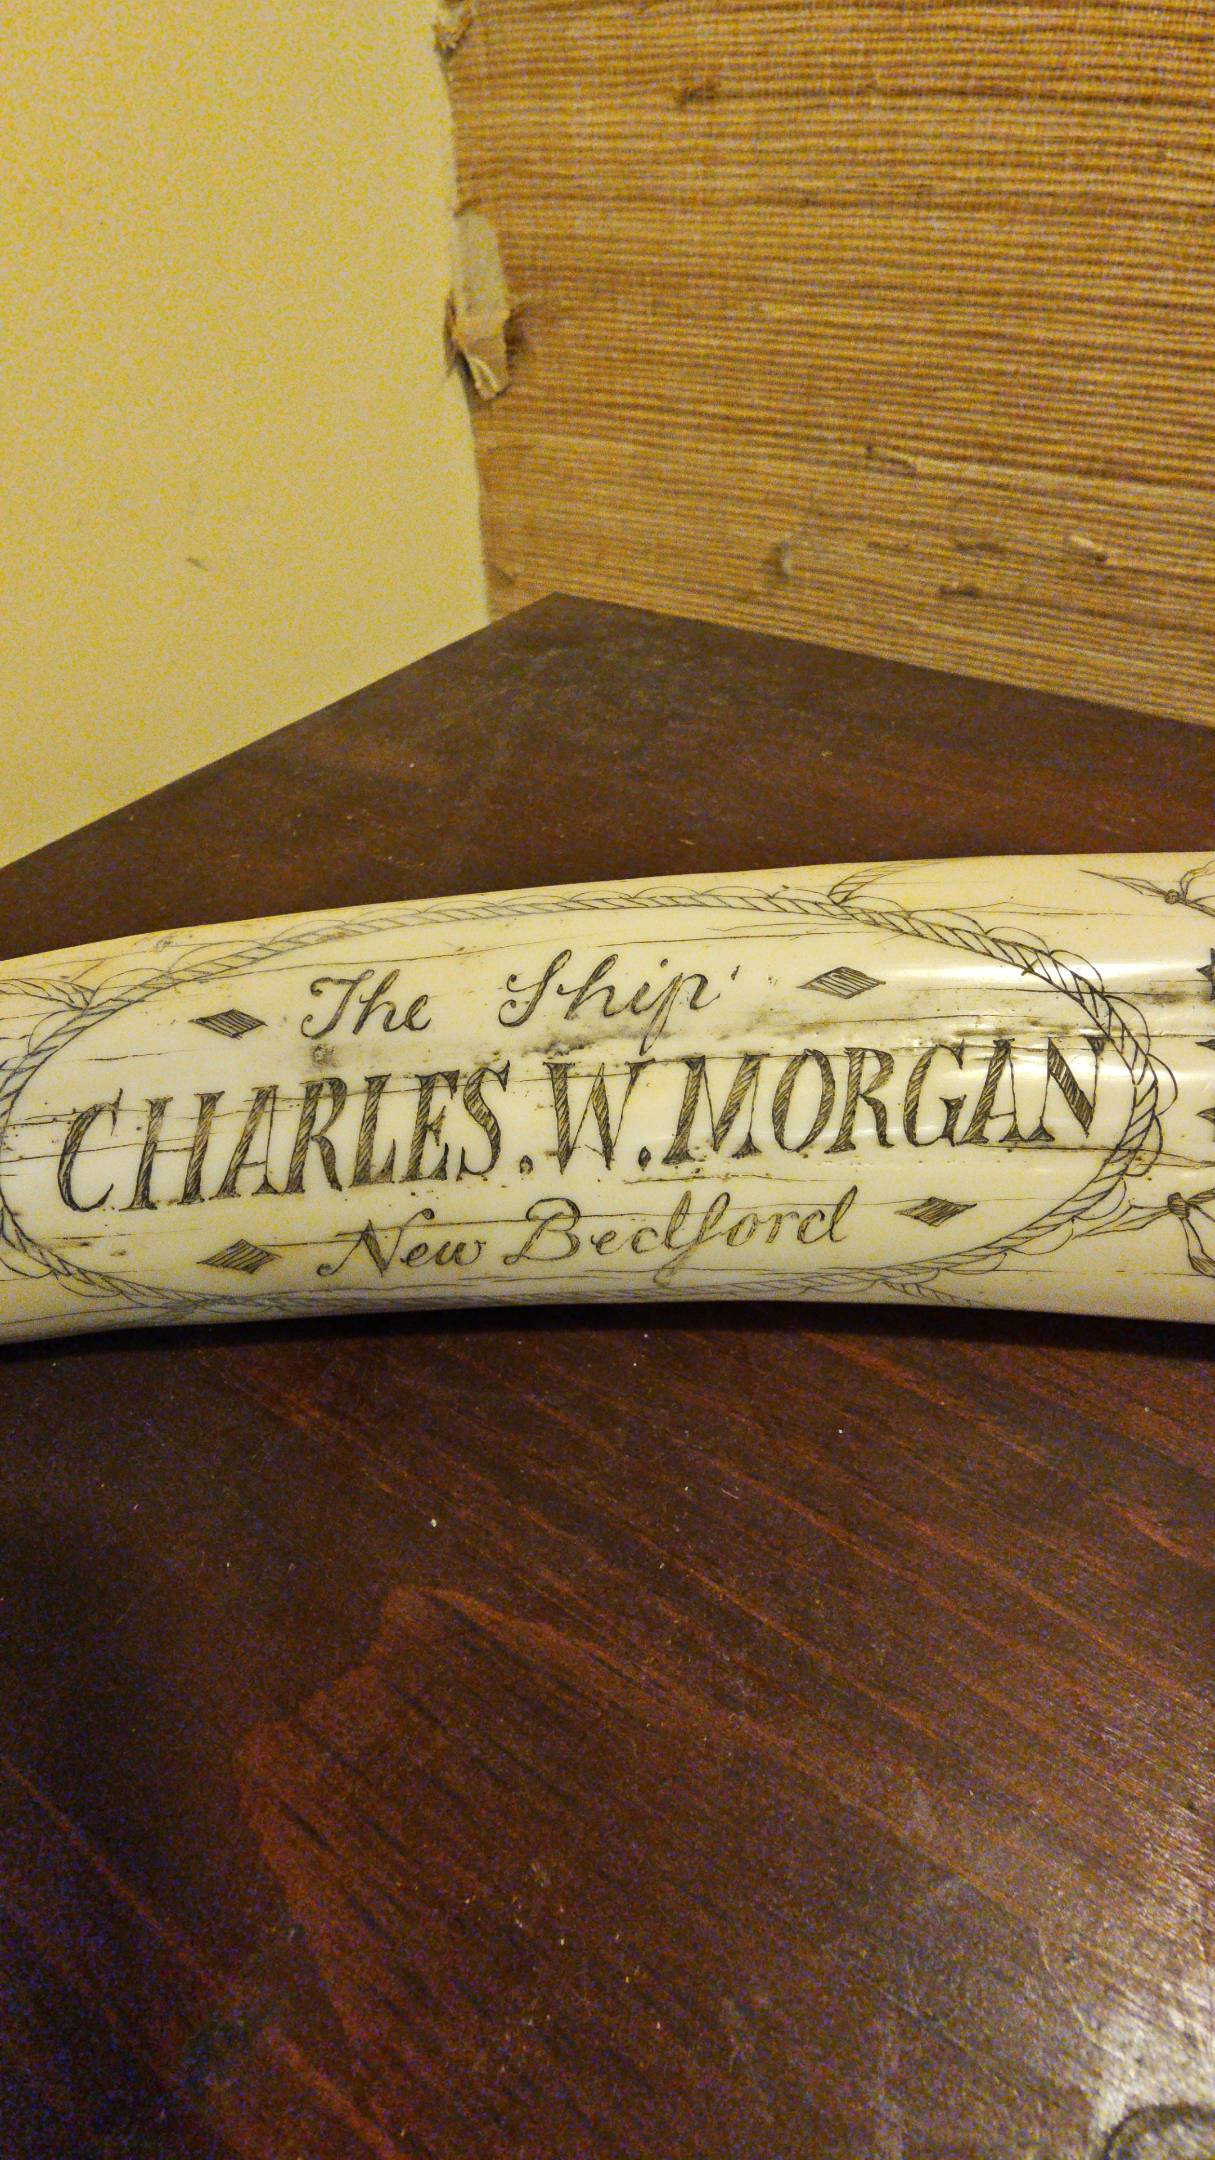 The Ship'
CHARLES.W.MORGAN
New Bedford